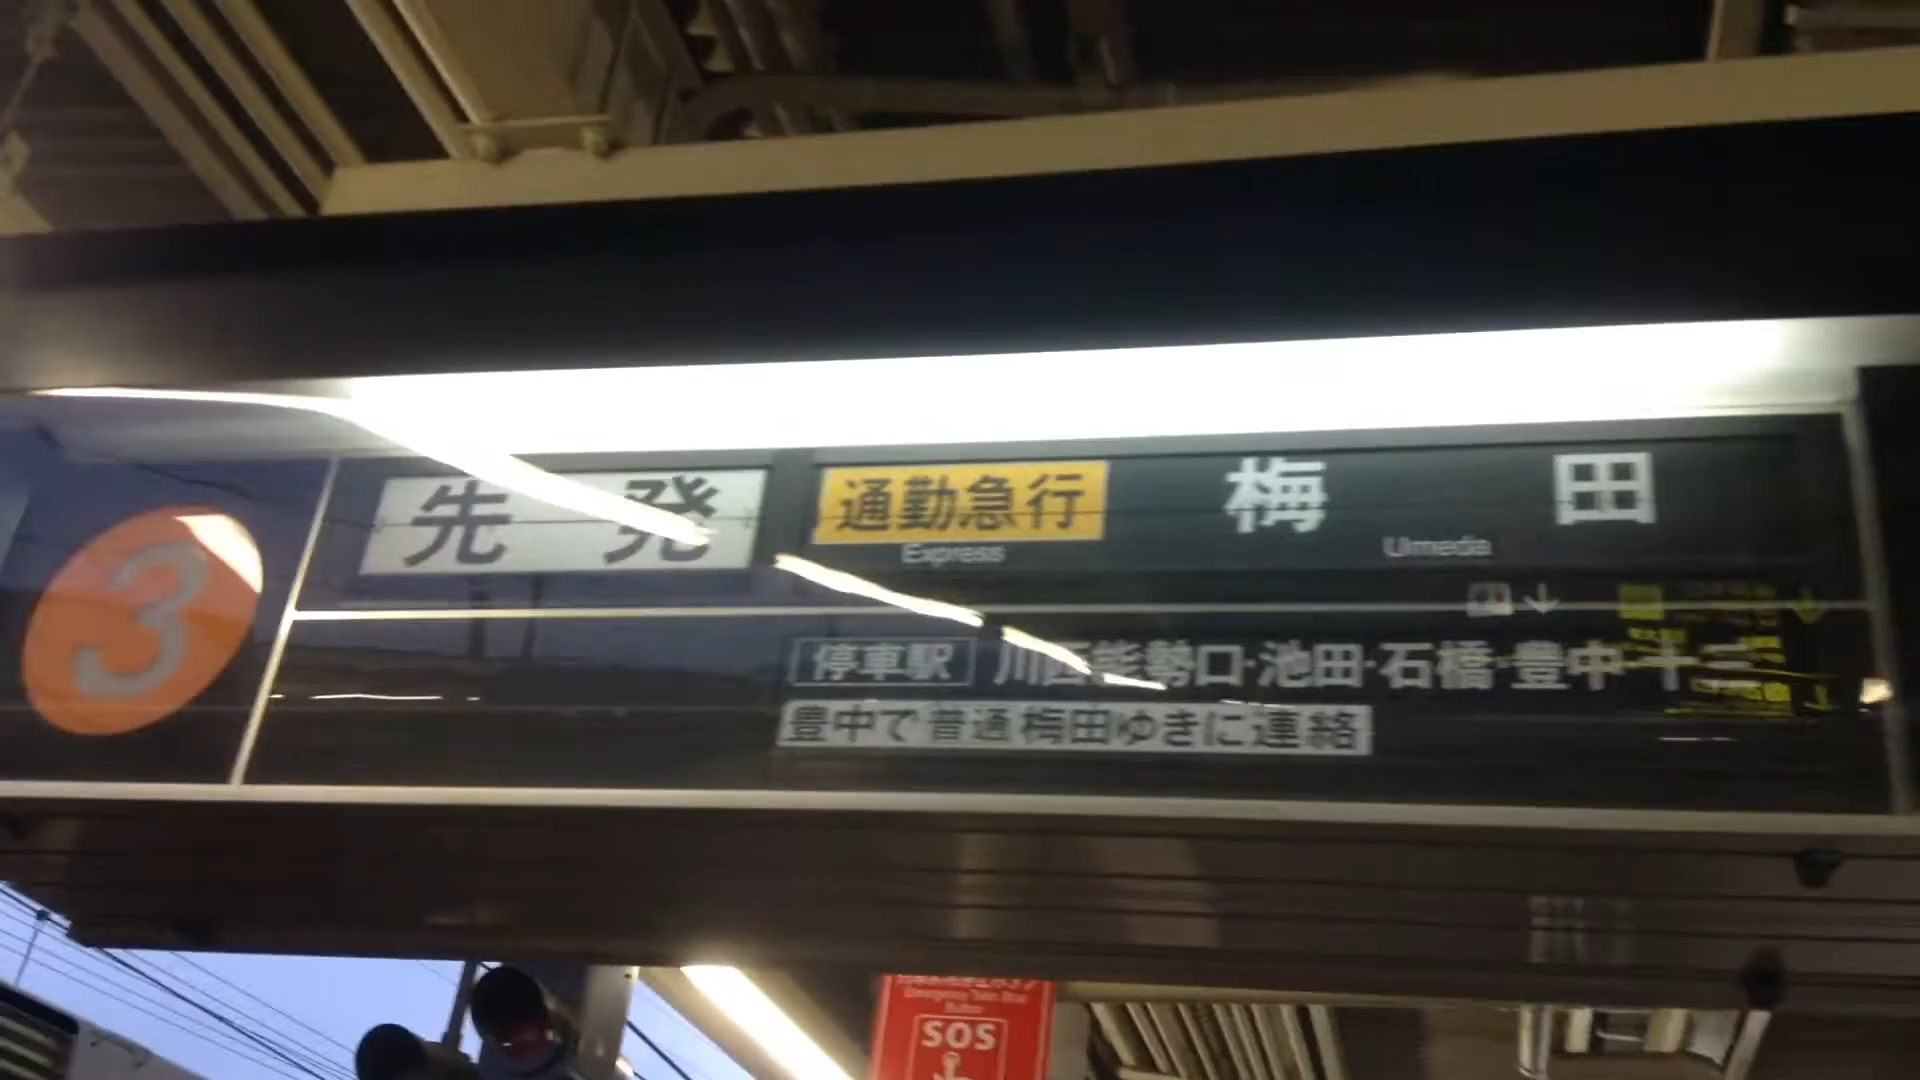 3
先発
通勤急行 梅田
Express Umeda
停車駅 川西能勢口·池田·石橋·豊中·十三
豊中で普通梅田ゆきに連絡
SOS